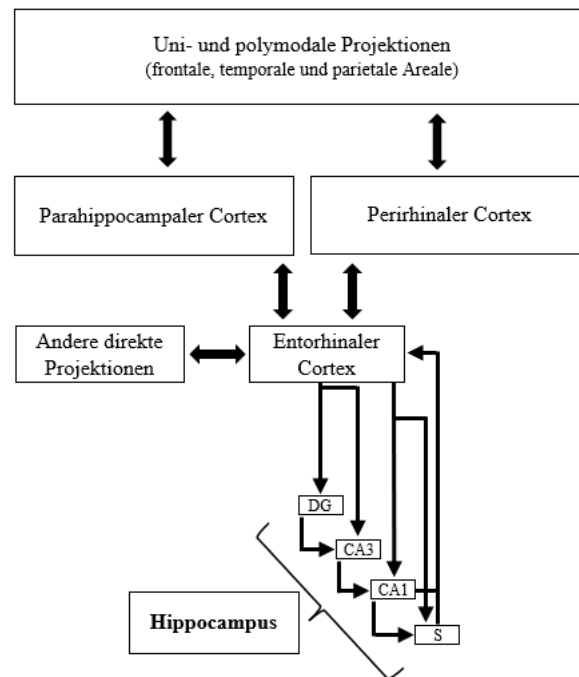 Uni- und polymodale Projektionen
(frontale, temporale und parietale Areale)
Parahippocampaler Cortex
Perirhinaler Cortex
Andere direkte
Projektionen
Entorhinaler
Cortex
DG
CA3
CA1
S
Hippocampus